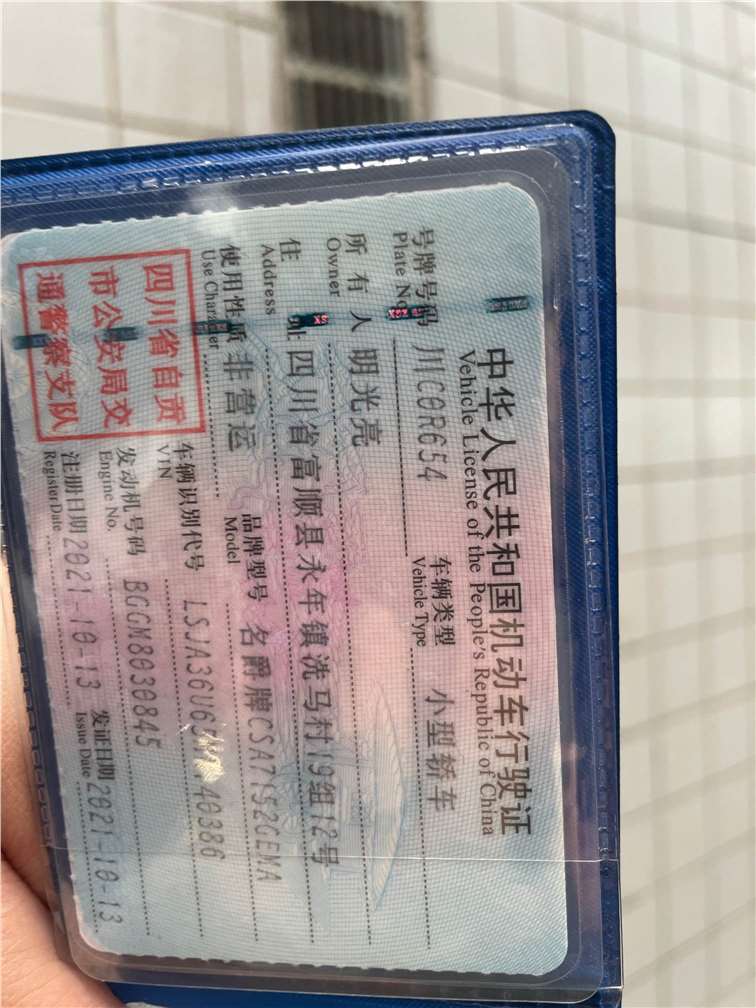 中华人民共和国机动车行驶证
Vehicle License of the People's Republic of China
号牌号码 川C0R654 车辆类型 小型轿车
Plate No. Vehicle Type
所有人 明光亮
Owner
住址 四川省富顺县永年镇洗马村19组12号
Address
使用性质 非营运 品牌型号 名爵牌CSA7152GEMA
Use Character Model
车辆识别代号 LSJA36U6 40386
VIN
发动机号码 BGGM8030845
Engine No.
注册日期 2021-10-13 发证日期 2021-10-13
Register Date Issue Date
四川省自贡
市公安局交
通警察支队